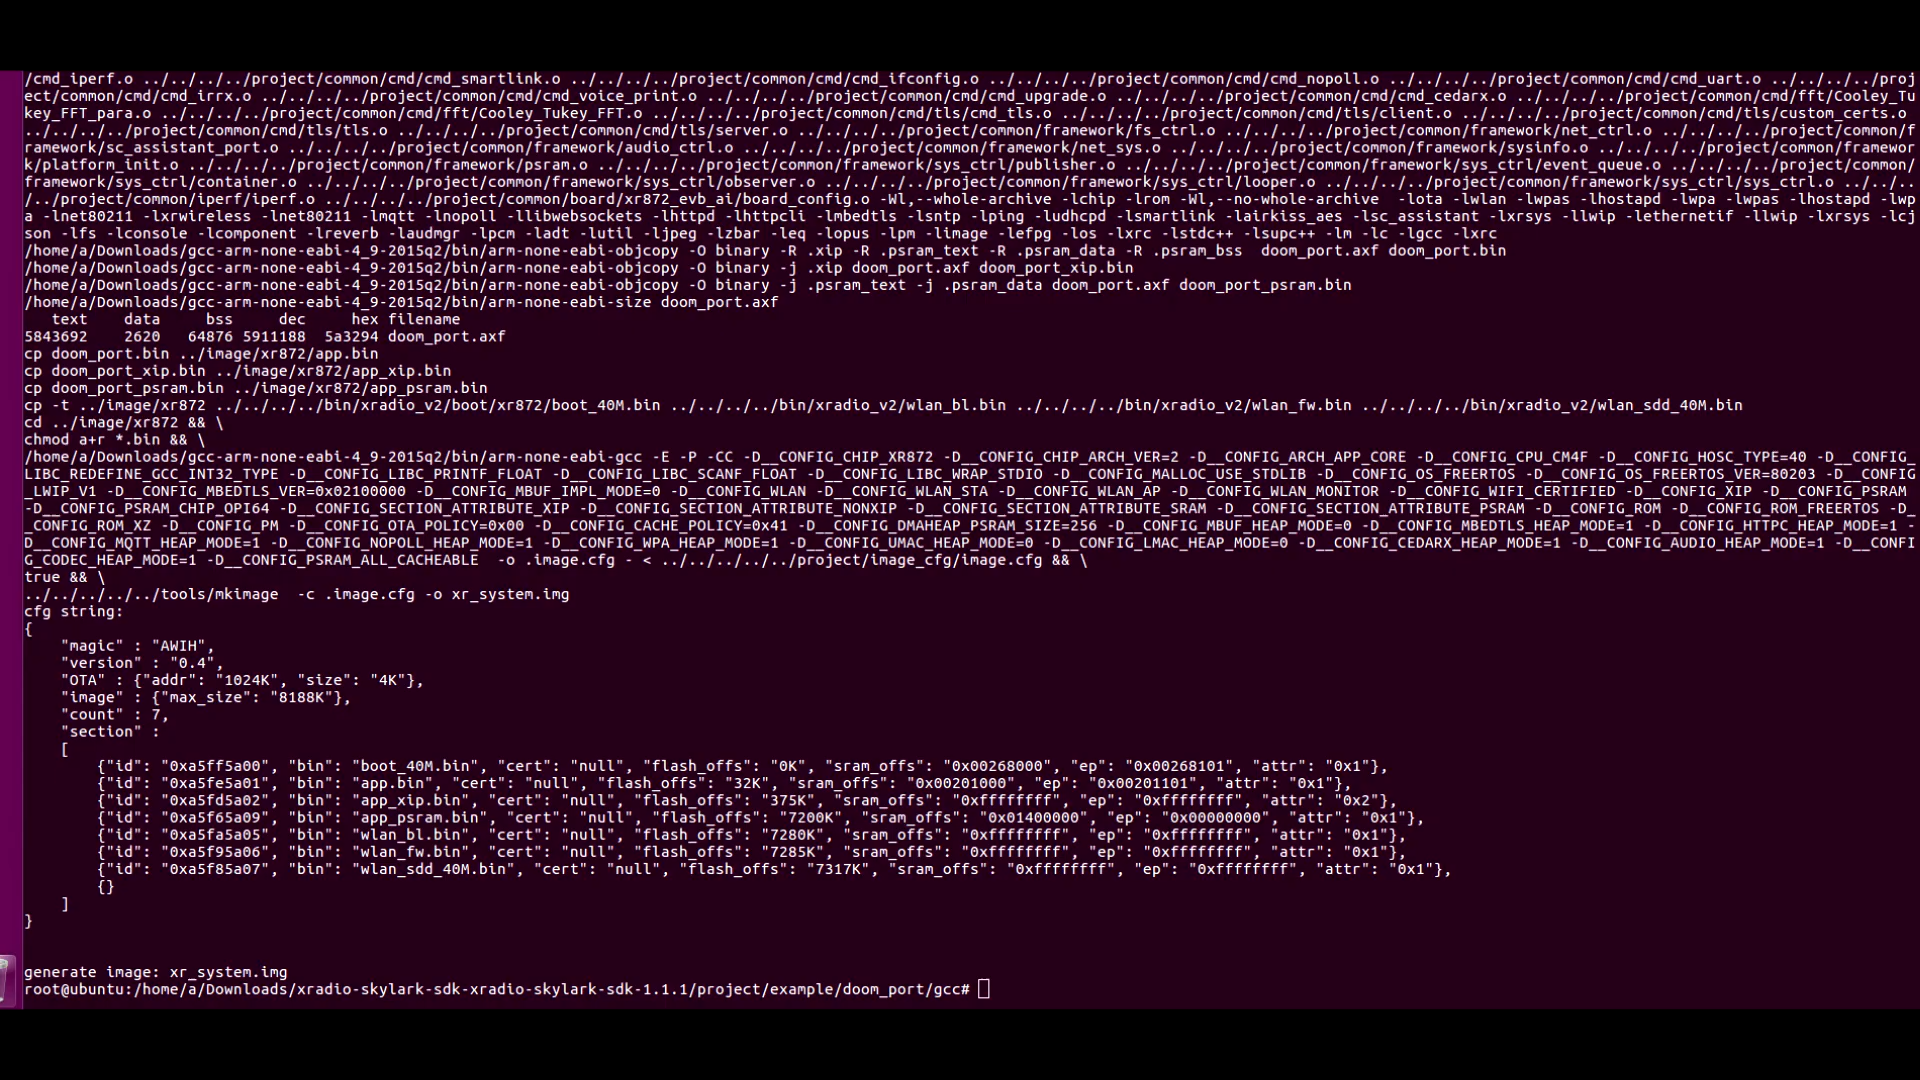 /cmd_iperf.o ../../../../project/common/cmd/cmd_smartlink.o ../../../../project/common/cmd/cmd_ifconfig.o ../../../../project/common/cmd/cmd_nopoll.o ../../../../project/common/cmd/cmd_uart.o ../../../../proj
ect/common/cmd/cmd_irrx.o ../../../../project/common/cmd/cmd_voice_print.o ../../../../project/common/cmd/cmd_upgrade.o ../../../../project/common/cmd/cmd_cedarx.o ../../../../project/common/cmd/fft/Cooley_Tu
key_FFT_para.o ../../../../project/common/cmd/fft/Cooley_Tukey_FFT.o ../../../../project/common/cmd/tls/cmd_tls.o ../../../../project/common/cmd/tls/client.o ../../../../project/common/cmd/tls/custom_certs.o 
../../../../project/common/cmd/tls/tls.o ../../../../project/common/cmd/tls/server.o ../../../../project/common/framework/fs_ctrl.o ../../../../project/common/framework/net_ctrl.o ../../../../project/common/f
ramework/sc_assistant_port.o ../../../../project/common/framework/audio_ctrl.o ../../../../project/common/framework/net_sys.o ../../../../project/common/framework/sysinfo.o ../../../../project/common/framewor
k/platform_init.o ../../../../project/common/framework/psram.o ../../../../project/common/framework/sys_ctrl/publisher.o ../../../../project/common/framework/sys_ctrl/event_queue.o ../../../../project/common/
framework/sys_ctrl/container.o ../../../../project/common/framework/sys_ctrl/observer.o ../../../../project/common/framework/sys_ctrl/looper.o ../../../../project/common/framework/sys_ctrl/sys_ctrl.o ../../..
/../project/common/iperf/iperf.o ../../../../project/common/board/xr872_evb_ai/board_config.o -Wl,--whole-archive -lchip -lrom -Wl,--no-whole-archive  -lota -lwlan -lwpas -lhostapd -lwpa -lwpas -lhostapd -lwp
a -lnet80211 -lxrwireless -lnet80211 -lmqtt -lnopoll -llibwebsockets -lhttpd -lhttpcli -lmbedtls -lsntp -lping -ludhcpd -lsmartlink -lairkiss_aes -lsc_assistant -lxrsys -llwip -lethernetif -llwip -lxrsys -lcj
son -lfs -lconsole -lcomponent -lreverb -laudmgr -lpcm -ladt -lutil -ljpeg -lzbar -leq -lopus -lpm -limage -lefpg -los -lxrc -lstdc++ -lsupc++ -lm -lc -lgcc -lxrc
/home/a/Downloads/gcc-arm-none-eabi-4_9-2015q2/bin/arm-none-eabi-objcopy -O binary -R .xip -R .psram_text -R .psram_data -R .psram_bss  doom_port.axf doom_port.bin
/home/a/Downloads/gcc-arm-none-eabi-4_9-2015q2/bin/arm-none-eabi-objcopy -O binary -j .xip doom_port.axf doom_port_xip.bin
/home/a/Downloads/gcc-arm-none-eabi-4_9-2015q2/bin/arm-none-eabi-objcopy -O binary -j .psram_text -j .psram_data doom_port.axf doom_port_psram.bin
/home/a/Downloads/gcc-arm-none-eabi-4_9-2015q2/bin/arm-none-eabi-size doom_port.axf
   text    data     bss     dec     hex filename
5843692    2620   64876 5911188  5a3294 doom_port.axf
cp doom_port.bin ../image/xr872/app.bin
cp doom_port_xip.bin ../image/xr872/app_xip.bin
cp doom_port_psram.bin ../image/xr872/app_psram.bin
cp -t ../image/xr872 ../../../../bin/xradio_v2/boot/xr872/boot_40M.bin ../../../../bin/xradio_v2/wlan_bl.bin ../../../../bin/xradio_v2/wlan_fw.bin ../../../../bin/xradio_v2/wlan_sdd_40M.bin
cd ../image/xr872 && \
chmod a+r *.bin && \
/home/a/Downloads/gcc-arm-none-eabi-4_9-2015q2/bin/arm-none-eabi-gcc -E -P -CC -D__CONFIG_CHIP_XR872 -D__CONFIG_CHIP_ARCH_VER=2 -D__CONFIG_ARCH_APP_CORE -D__CONFIG_CPU_CM4F -D__CONFIG_HOSC_TYPE=40 -D__CONFIG_
LIBC_REDEFINE_GCC_INT32_TYPE -D__CONFIG_LIBC_PRINTF_FLOAT -D__CONFIG_LIBC_SCANF_FLOAT -D__CONFIG_LIBC_WRAP_STDIO -D__CONFIG_MALLOC_USE_STDLIB -D__CONFIG_OS_FREERTOS -D__CONFIG_OS_FREERTOS_VER=80203 -D__CONFIG
_LWIP_V1 -D__CONFIG_MBEDTLS_VER=0x02100000 -D__CONFIG_MBUF_IMPL_MODE=0 -D__CONFIG_WLAN -D__CONFIG_WLAN_STA -D__CONFIG_WLAN_AP -D__CONFIG_WLAN_MONITOR -D__CONFIG_WIFI_CERTIFIED -D__CONFIG_XIP -D__CONFIG_PSRAM 
-D__CONFIG_PSRAM_CHIP_OPI64 -D__CONFIG_SECTION_ATTRIBUTE_XIP -D__CONFIG_SECTION_ATTRIBUTE_NONXIP -D__CONFIG_SECTION_ATTRIBUTE_SRAM -D__CONFIG_SECTION_ATTRIBUTE_PSRAM -D__CONFIG_ROM -D__CONFIG_ROM_FREERTOS -D_
_CONFIG_ROM_XZ -D__CONFIG_PM -D__CONFIG_OTA_POLICY=0x00 -D__CONFIG_CACHE_POLICY=0x41 -D__CONFIG_DMAHEAP_PSRAM_SIZE=256 -D__CONFIG_MBUF_HEAP_MODE=0 -D__CONFIG_MBEDTLS_HEAP_MODE=1 -D__CONFIG_HTTPC_HEAP_MODE=1 -
D__CONFIG_MQTT_HEAP_MODE=1 -D__CONFIG_NOPOLL_HEAP_MODE=1 -D__CONFIG_WPA_HEAP_MODE=1 -D__CONFIG_UMAC_HEAP_MODE=0 -D__CONFIG_LMAC_HEAP_MODE=0 -D__CONFIG_CEDARX_HEAP_MODE=1 -D__CONFIG_AUDIO_HEAP_MODE=1 -D__CONFI
G_CODEC_HEAP_MODE=1 -D__CONFIG_PSRAM_ALL_CACHEABLE  -o .image.cfg - < ../../../../../project/image_cfg/image.cfg && \
true && \
../../../../../tools/mkimage  -c .image.cfg -o xr_system.img
cfg string:
{
    "magic" : "AWIH",
    "version" : "0.4",
    "OTA" : {"addr": "1024K", "size": "4K"},
    "image" : {"max_size": "8188K"},
    "count" : 7,
    "section" :
    [
        {"id": "0xa5ff5a00", "bin": "boot_40M.bin", "cert": "null", "flash_offs": "0K", "sram_offs": "0x00268000", "ep": "0x00268101", "attr": "0x1"},
        {"id": "0xa5fe5a01", "bin": "app.bin", "cert": "null", "flash_offs": "32K", "sram_offs": "0x00201000", "ep": "0x00201101", "attr": "0x1"},
        {"id": "0xa5fd5a02", "bin": "app_xip.bin", "cert": "null", "flash_offs": "375K", "sram_offs": "0xffffffff", "ep": "0xffffffff", "attr": "0x2"},
        {"id": "0xa5f65a09", "bin": "app_psram.bin", "cert": "null", "flash_offs": "7200K", "sram_offs": "0x01400000", "ep": "0x00000000", "attr": "0x1"},
        {"id": "0xa5fa5a05", "bin": "wlan_bl.bin", "cert": "null", "flash_offs": "7280K", "sram_offs": "0xffffffff", "ep": "0xffffffff", "attr": "0x1"},
        {"id": "0xa5f95a06", "bin": "wlan_fw.bin", "cert": "null", "flash_offs": "7285K", "sram_offs": "0xffffffff", "ep": "0xffffffff", "attr": "0x1"},
        {"id": "0xa5f85a07", "bin": "wlan_sdd_40M.bin", "cert": "null", "flash_offs": "7317K", "sram_offs": "0xffffffff", "ep": "0xffffffff", "attr": "0x1"},
        {}
    ]
}
generate image: xr_system.img
root@ubuntu:/home/a/Downloads/xradio-skylark-sdk-xradio-skylark-sdk-1.1.1/project/example/doom_port/gcc#